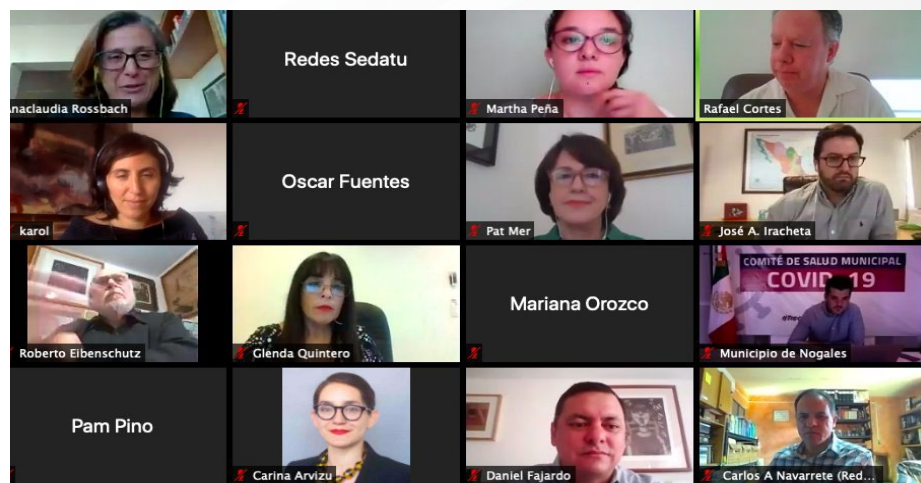 Anaclaudia Rossbach
Redes Sedatu
Martha Peña
Rafael Cortes
karol
Oscar Fuentes
Pat Mer
José A. Iracheta
Roberto Eibenschutz
Glenda Quintero
Mariana Orozco
COMITÉ DE SALUD MUNICIPAL
COVID 19
Municipio de Nogales
Pam Pino
Carina Arvizu
Daniel Fajardo
Carlos A Navarrete (Red...